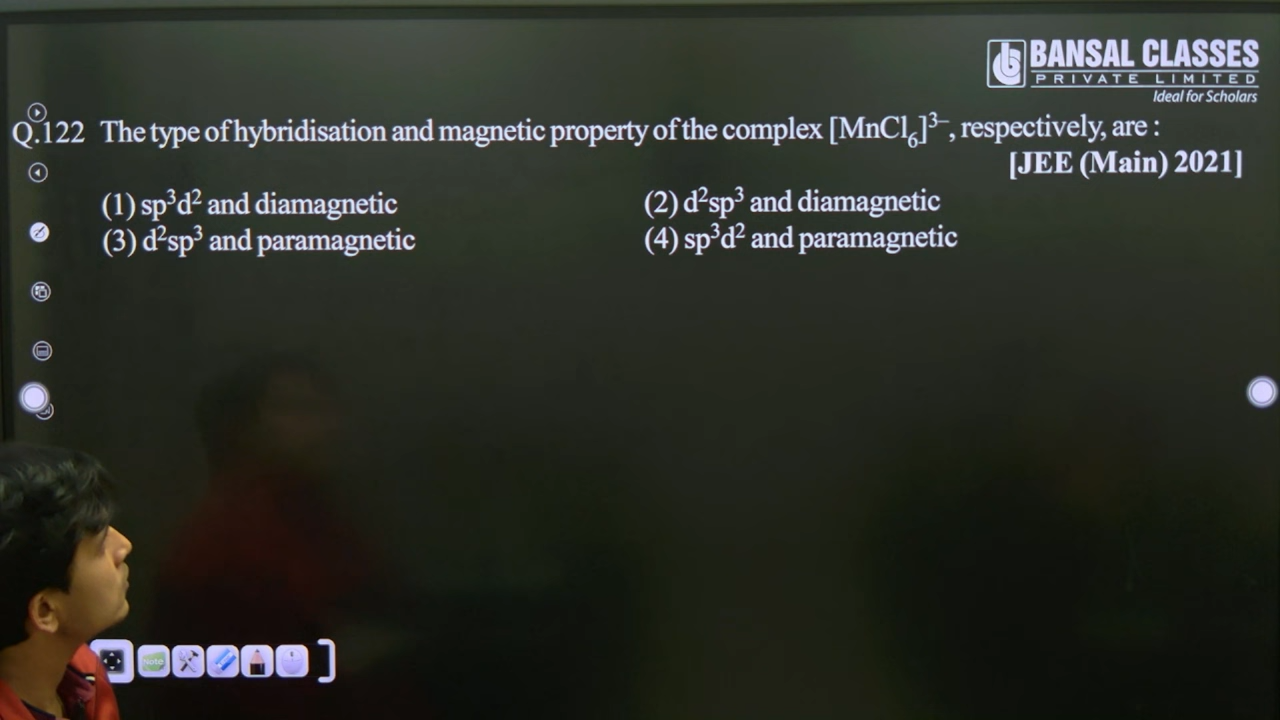 BANSAL CLASSES
PRIVATE LIMITED
Ideal for Scholars
Q.122 The type of hybridisation and magnetic property of the complex [MnCl₆]³⁻, respectively, are :
[JEE (Main) 2021]
(1) sp³d² and diamagnetic (2) d²sp³ and diamagnetic
(3) d²sp³ and paramagnetic (4) sp³d² and paramagnetic
Note